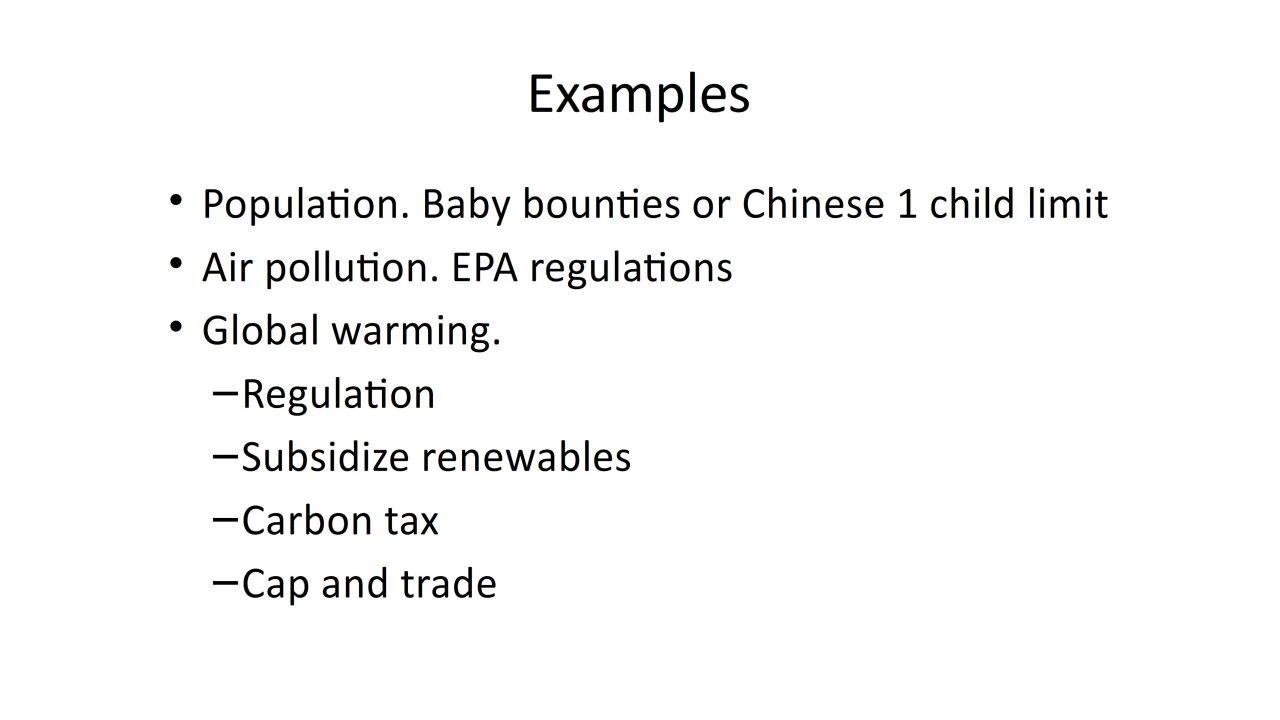 Examples
• Population. Baby bounties or Chinese 1 child limit
• Air pollution. EPA regulations
• Global warming.
–Regulation
–Subsidize renewables
–Carbon tax
–Cap and trade